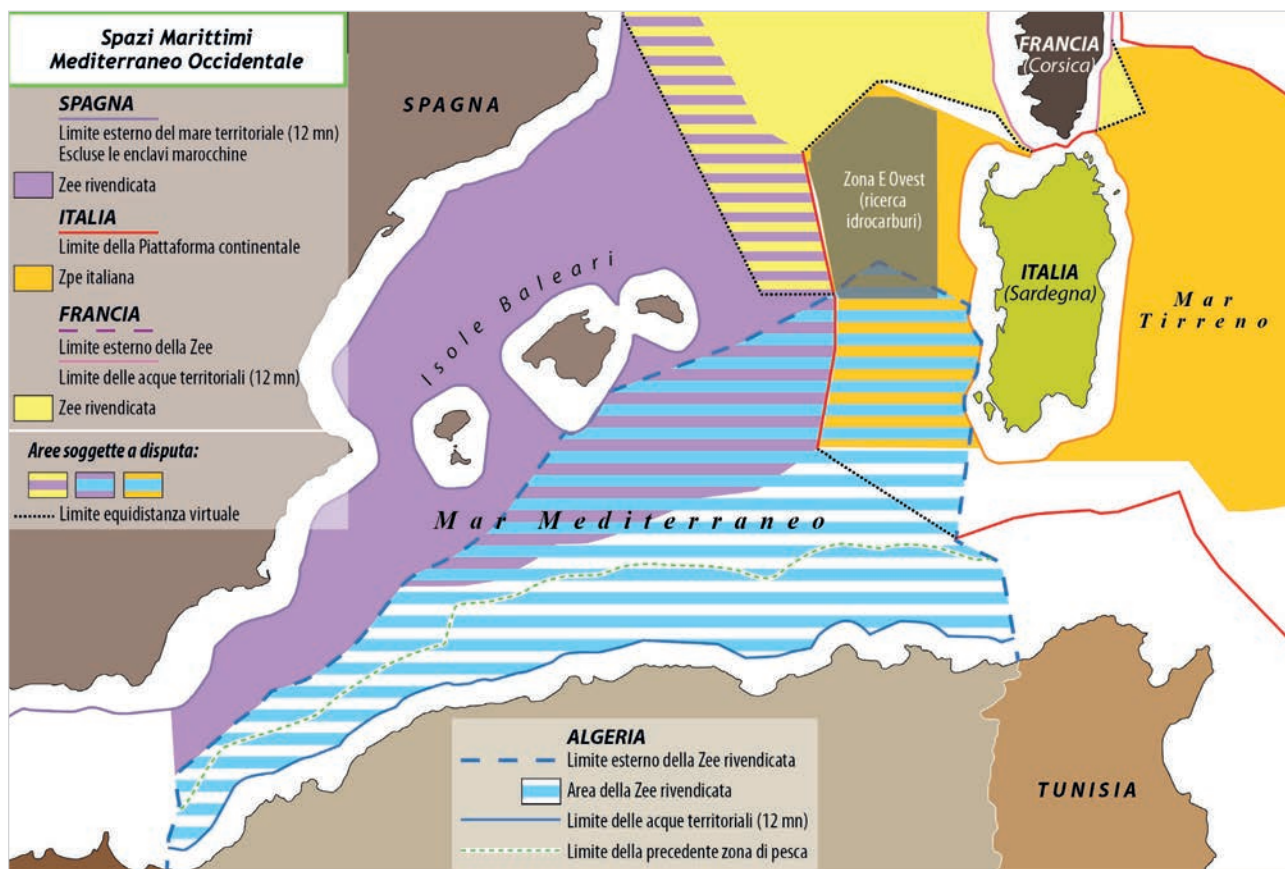 Spazi Marittimi
Mediterraneo Occidentale
SPAGNA
Limite esterno del mare territoriale (12 mn)
Escluse le enclavi marocchine
Zee rivendicata
ITALIA
Limite della Piattaforma continentale
Zpe italiana
FRANCIA
Limite esterno della Zee
Limite delle acque territoriali (12 mn)
Zee rivendicata
Aree soggette a disputa:
Limite equidistanza virtuale
SPAGNA
Isole Baleari
FRANCIA
(Corsica)
Zona E Ovest
(ricerca
idrocarburi)
ITALIA
(Sardegna)
Mar
Tirreno
Mar Mediterraneo
ALGERIA
Limite esterno della Zee rivendicata
Area della Zee rivendicata
Limite delle acque territoriali (12 mn)
Limite della precedente zona di pesca
TUNISIA